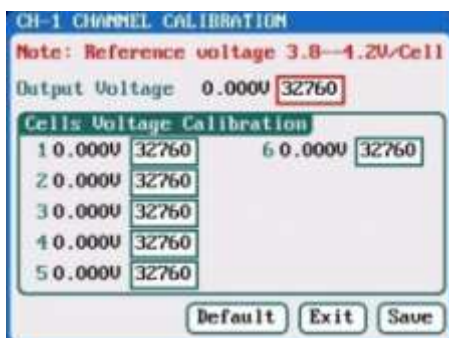 CH-1 CHANNEL CALIBRATION
Note: Reference voltage 3.8--4.2V/Cell
Output Voltage 0.000V 32760
Cells Voltage Calibration
1 0.000V 32760 6 0.000V 32760
2 0.000V 32760
3 0.000V 32760
4 0.000V 32760
5 0.000V 32760
Default Exit Save